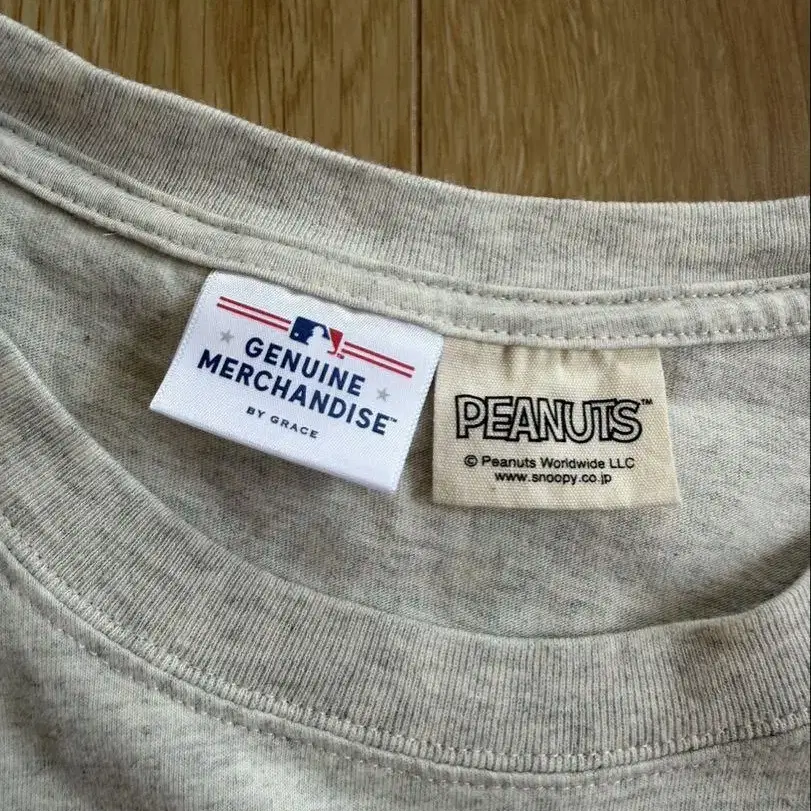 GENUINE
MERCHANDISE™
BY GRACE
PEANUTS™
© Peanuts Worldwide LLC
www.snoopy.co.jp